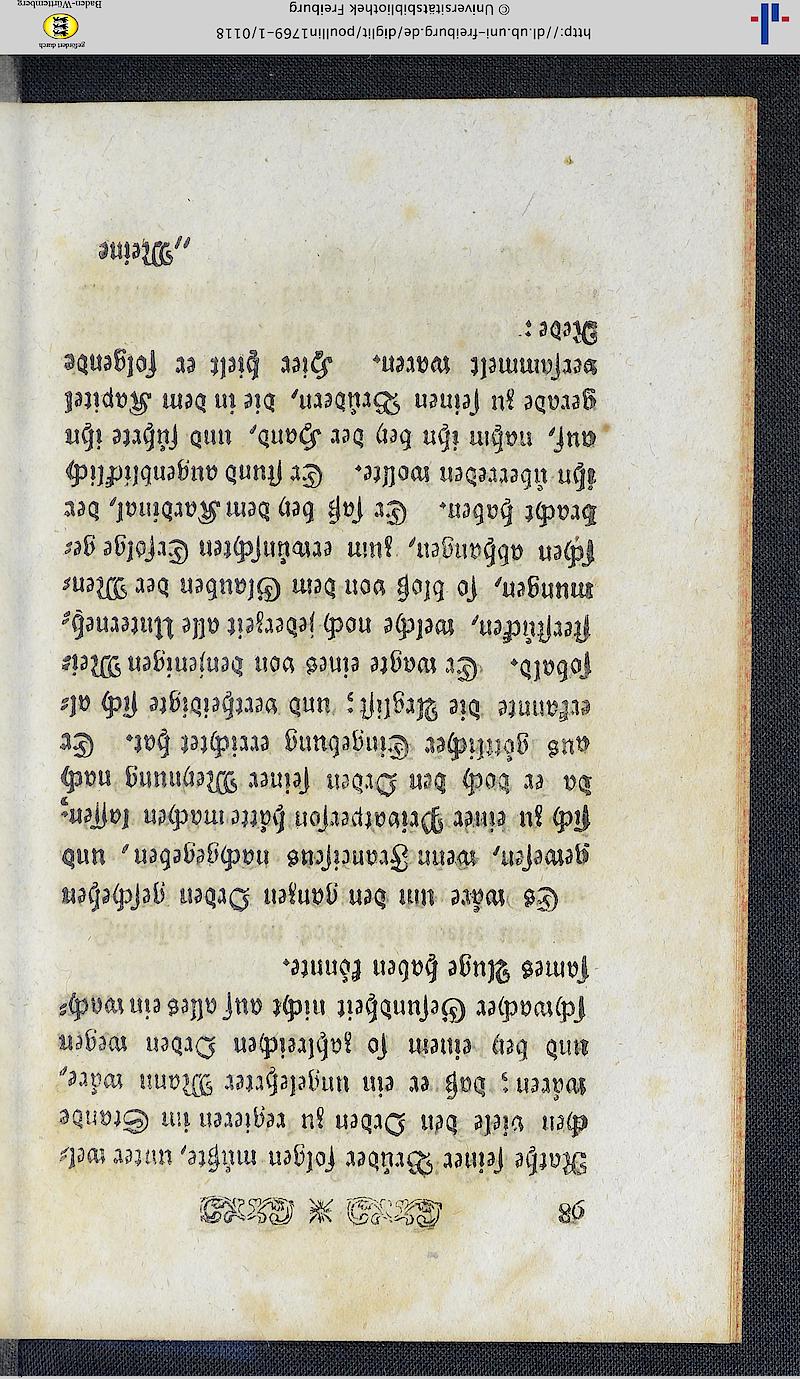 86
Rathe seiner Brüder folgen müßte, unter wel-
chen viele den Orden zu regieren im Stande
wären; daß er ein ungelehrter Mann wäre,
und bey einem so zahlreichen Orden wegen
schwacher Gesundheit nicht auf alles ein wach-
sames Auge haben könnte.
Es wäre um den ganzen Orden geschehen
gewesen, wenn Franciscus nachgegeben, und
sich zu einer Privatperson hätte machen lassen,
da er doch den Orden seiner Meynung nach
aus göttlicher Eingebung errichtet hat. Er
erkannte die Arglist; und vertheidigte sich al-
sobald. Er wagte eines von denjenigen Mei-
sterstücken, welche noch jederzeit alle Unterneh-
mungen, so bloß von dem Glauben der Men-
schen abhangen, zum erwünschten Erfolge ge-
bracht haben. Er saß bey dem Kardinal, der
ihn überreden wollte. Er stund augenblicklich
auf, nahm ihn bey der Hand, und führte ihn
gerade zu seinen Brüdern, die in dem Kapitel
versammelt waren. Hier hielt er folgende
Rede:
„Meine
http://dl.ub.uni-freiburg.de/diglit/poullin1769-1/0118
© Universitätsbibliothek Freiburg
gefördert durch
Baden-Württemberg